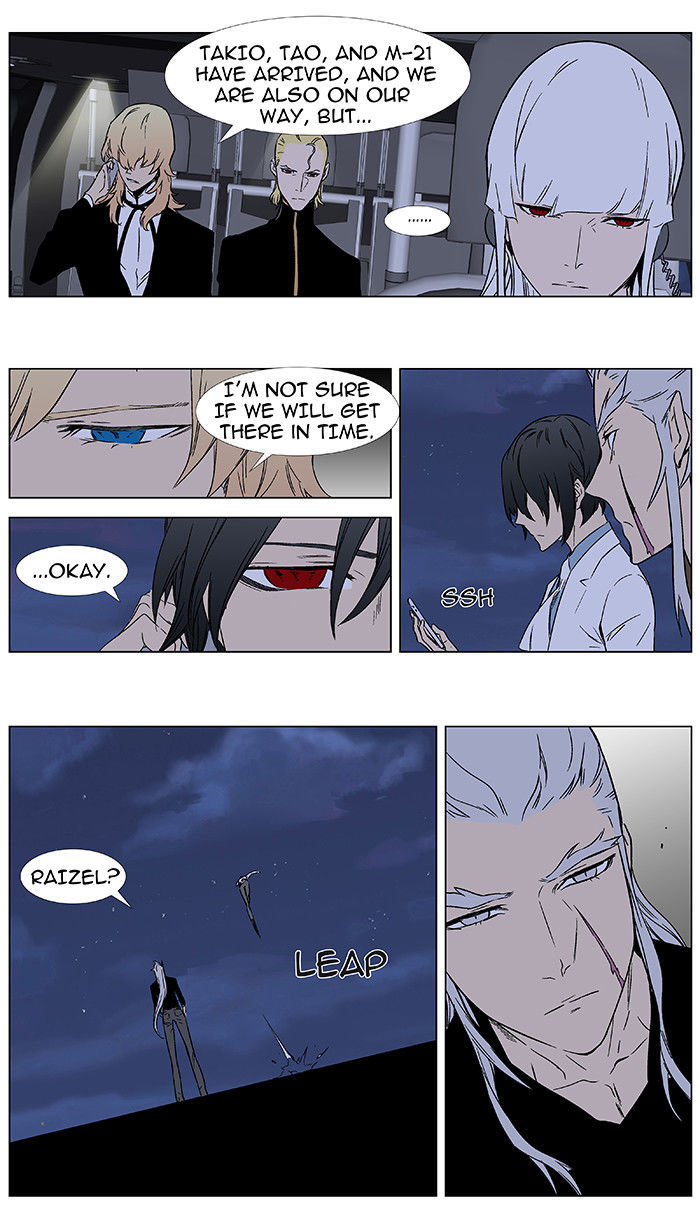 TAKIO, TAO, AND M-21
HAVE ARRIVED, AND WE
ARE ALSO ON OUR
WAY, BUT...
......
I'M NOT SURE
IF WE WILL GET
THERE IN TIME.
...OKAY.
SSH
RAIZEL?
LEAP